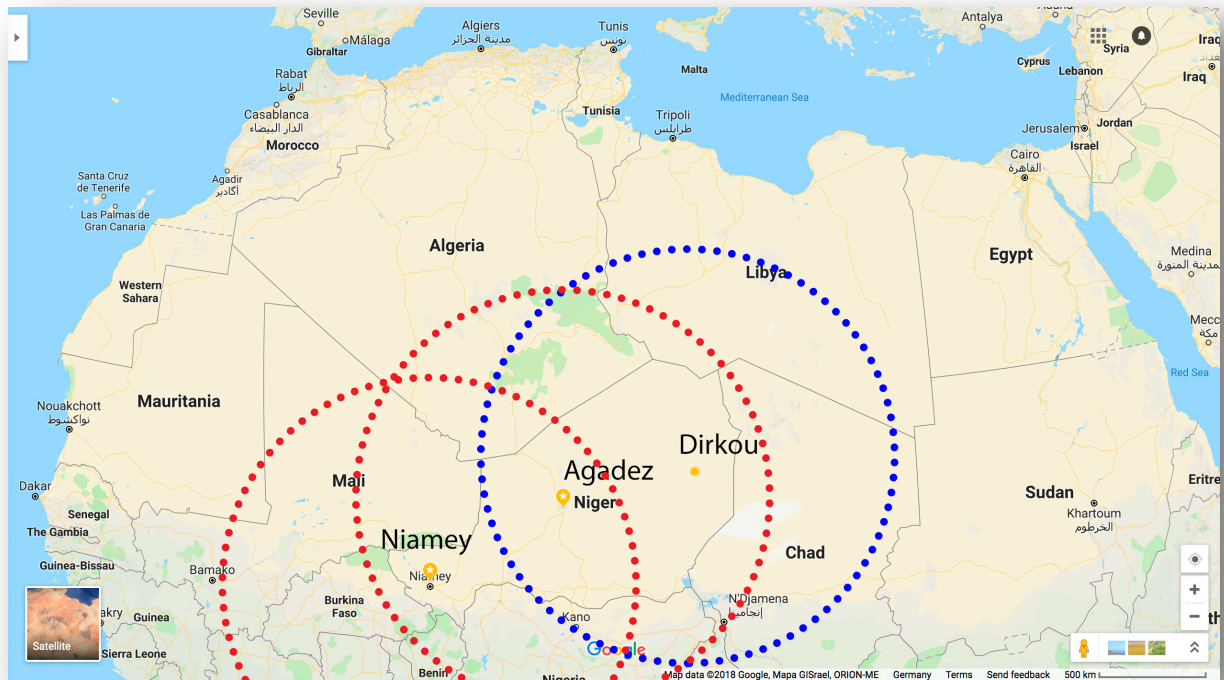 Seville
Málaga
Gibraltar
Algiers
مدينة الجزائر
Tunis
تونس
Antalya
Syria
Iraq
Cyprus
Lebanon
Iraq
Malta
Mediterranean Sea
Rabat
الرباط
Casablanca
الدار البيضاء
Morocco
Tunisia
Tripoli
طرابلس
Jerusalem
Jordan
Israel
Cairo
القاهرة
Santa Cruz
de Tenerife
Las Palmas de
Gran Canaria
Agadir
أكادير
Algeria
Libya
Egypt
Medina
المدينة المنورة
Western
Sahara
Mecc
مكة
Red Sea
Nouakchott
نواكشوط
Mauritania
Dirkou
Agadez
Niger
Mali
Dakar
Senegal
The Gambia
Guinea-Bissau
Bamako
Niamey
Niamey
Chad
Sudan
Khartoum
الخرطوم
Eritre
Burkina
Faso
Kano
N'Djamena
إنجامينا
akry
Guinea
Sierra Leone
Satellite
Benin
Nigeria
Google
Map data ©2018 Google, Mapa GISrael, ORION-ME
Germany
Terms
Send feedback
500 km